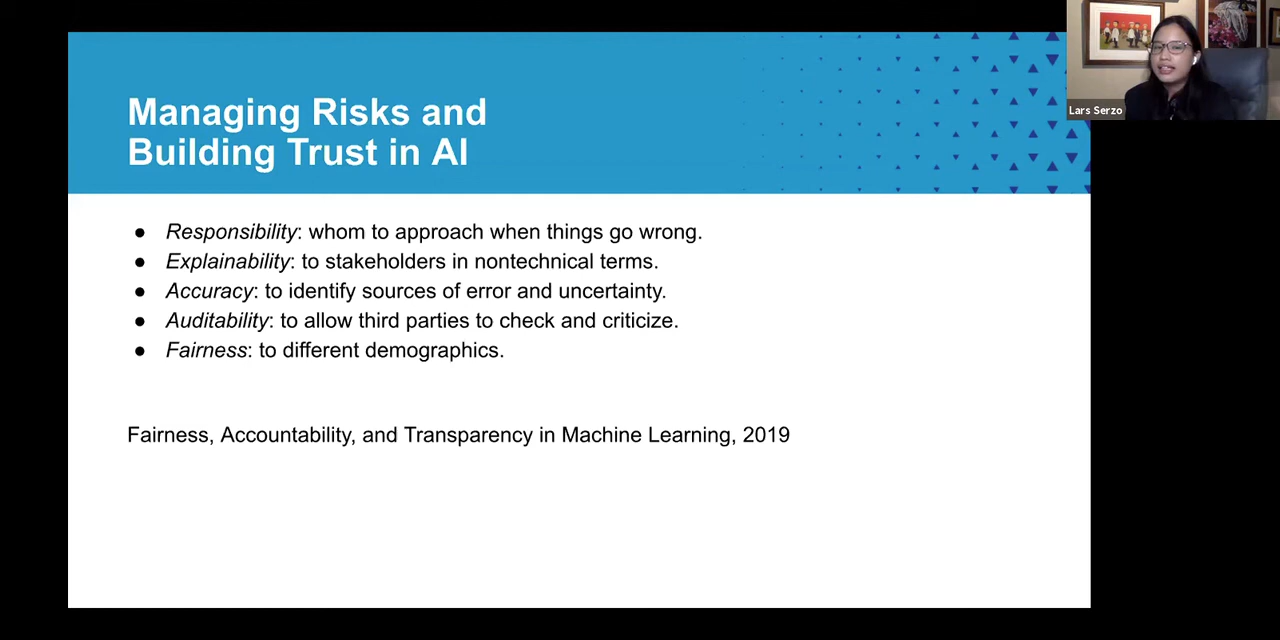 Managing Risks and
Building Trust in AI
Lars Serzo
● Responsibility: whom to approach when things go wrong.
● Explainability: to stakeholders in nontechnical terms.
● Accuracy: to identify sources of error and uncertainty.
● Auditability: to allow third parties to check and criticize.
● Fairness: to different demographics.
Fairness, Accountability, and Transparency in Machine Learning, 2019